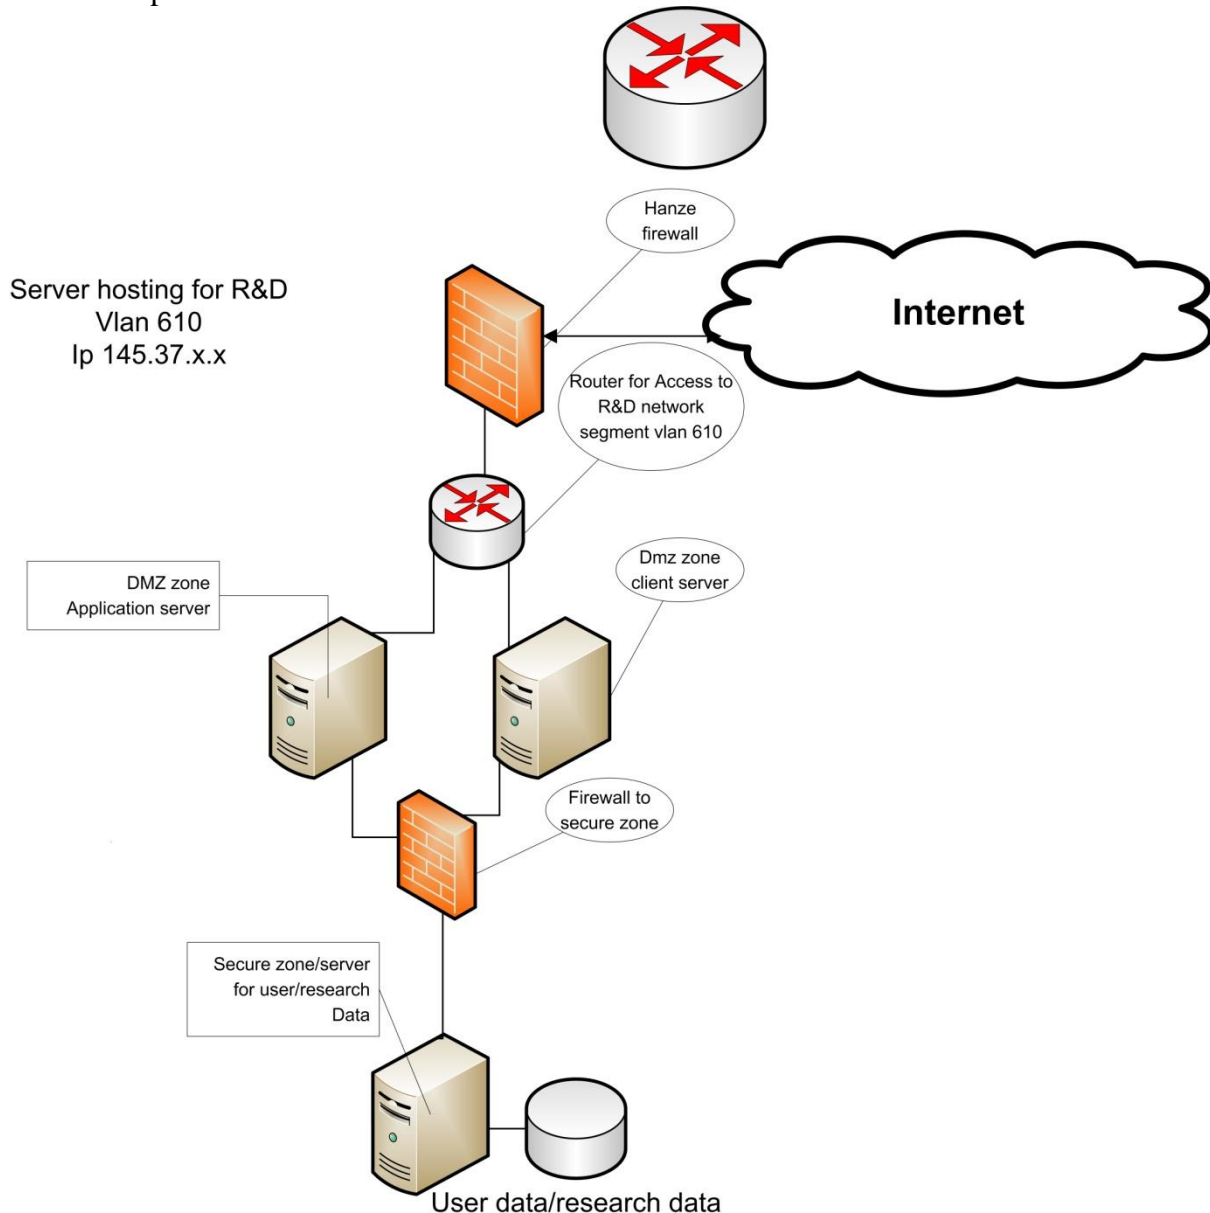 Hanze
firewall
Server hosting for R&D
Vlan 610
Ip 145.37.x.x
Internet
Router for Access to
R&D network
segment vlan 610
DMZ zone
Application server
Dmz zone
client server
Firewall to
secure zone
Secure zone/server
for user/research
Data
User data/research data